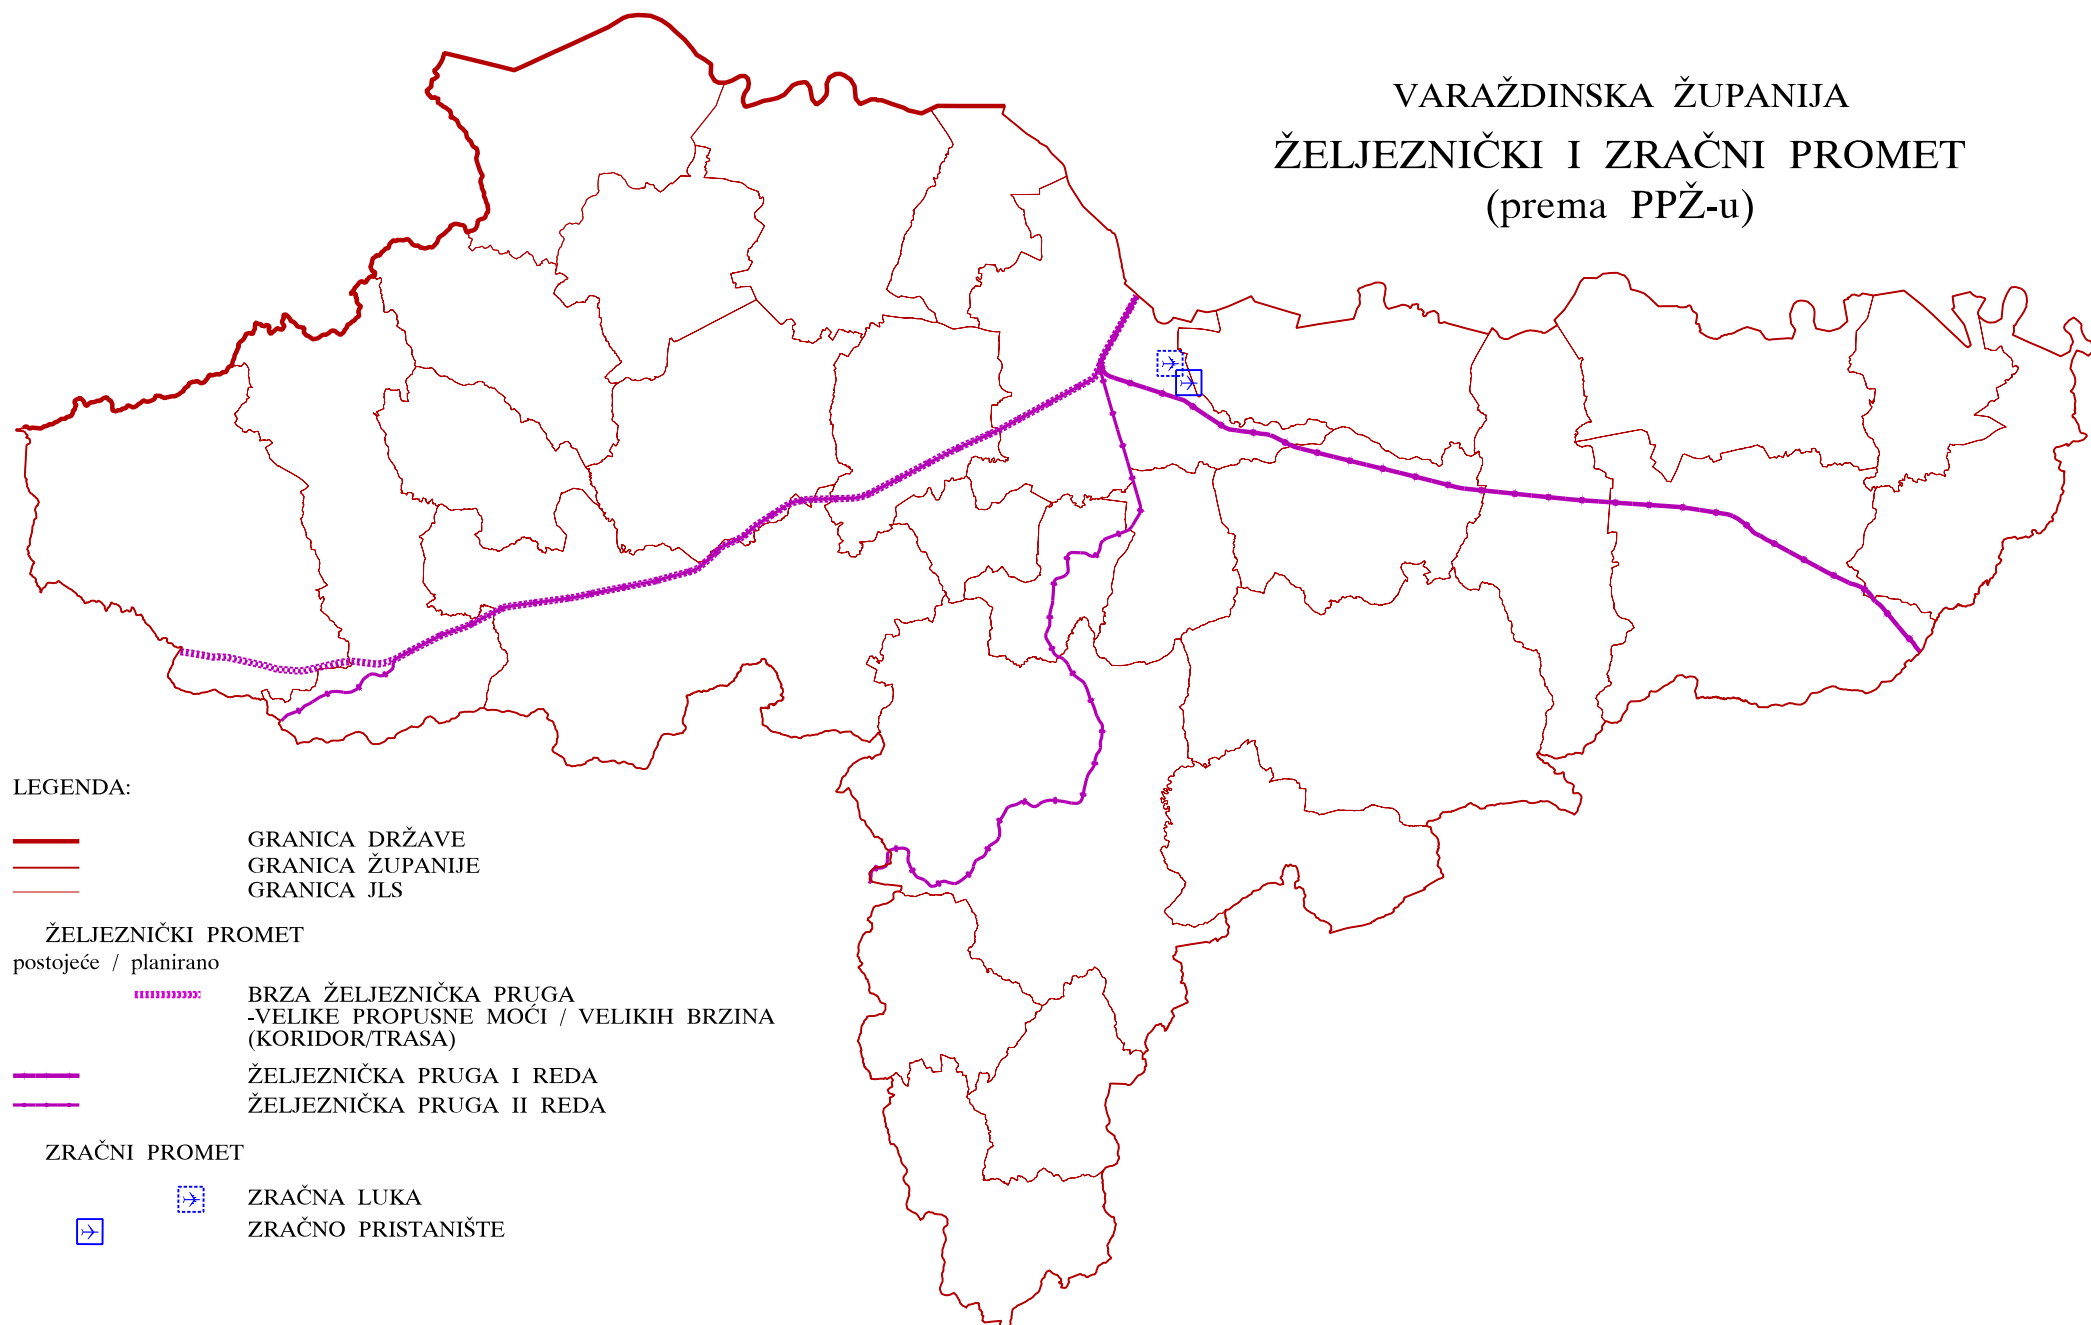 VARAŽDINSKA ŽUPANIJA
ŽELJEZNIČKI I ZRAČNI PROMET
(prema PPŽ-u)
LEGENDA:
GRANICA DRŽAVE
GRANICA ŽUPANIJE
GRANICA JLS
ŽELJEZNIČKI PROMET
postojeće / planirano
BRZA ŽELJEZNIČKA PRUGA
-VELIKE PROPUSNE MOĆI / VELIKIH BRZINA
(KORIDOR/TRASA)
ŽELJEZNIČKA PRUGA I REDA
ŽELJEZNIČKA PRUGA II REDA
ZRAČNI PROMET
ZRAČNA LUKA
ZRAČNO PRISTANIŠTE